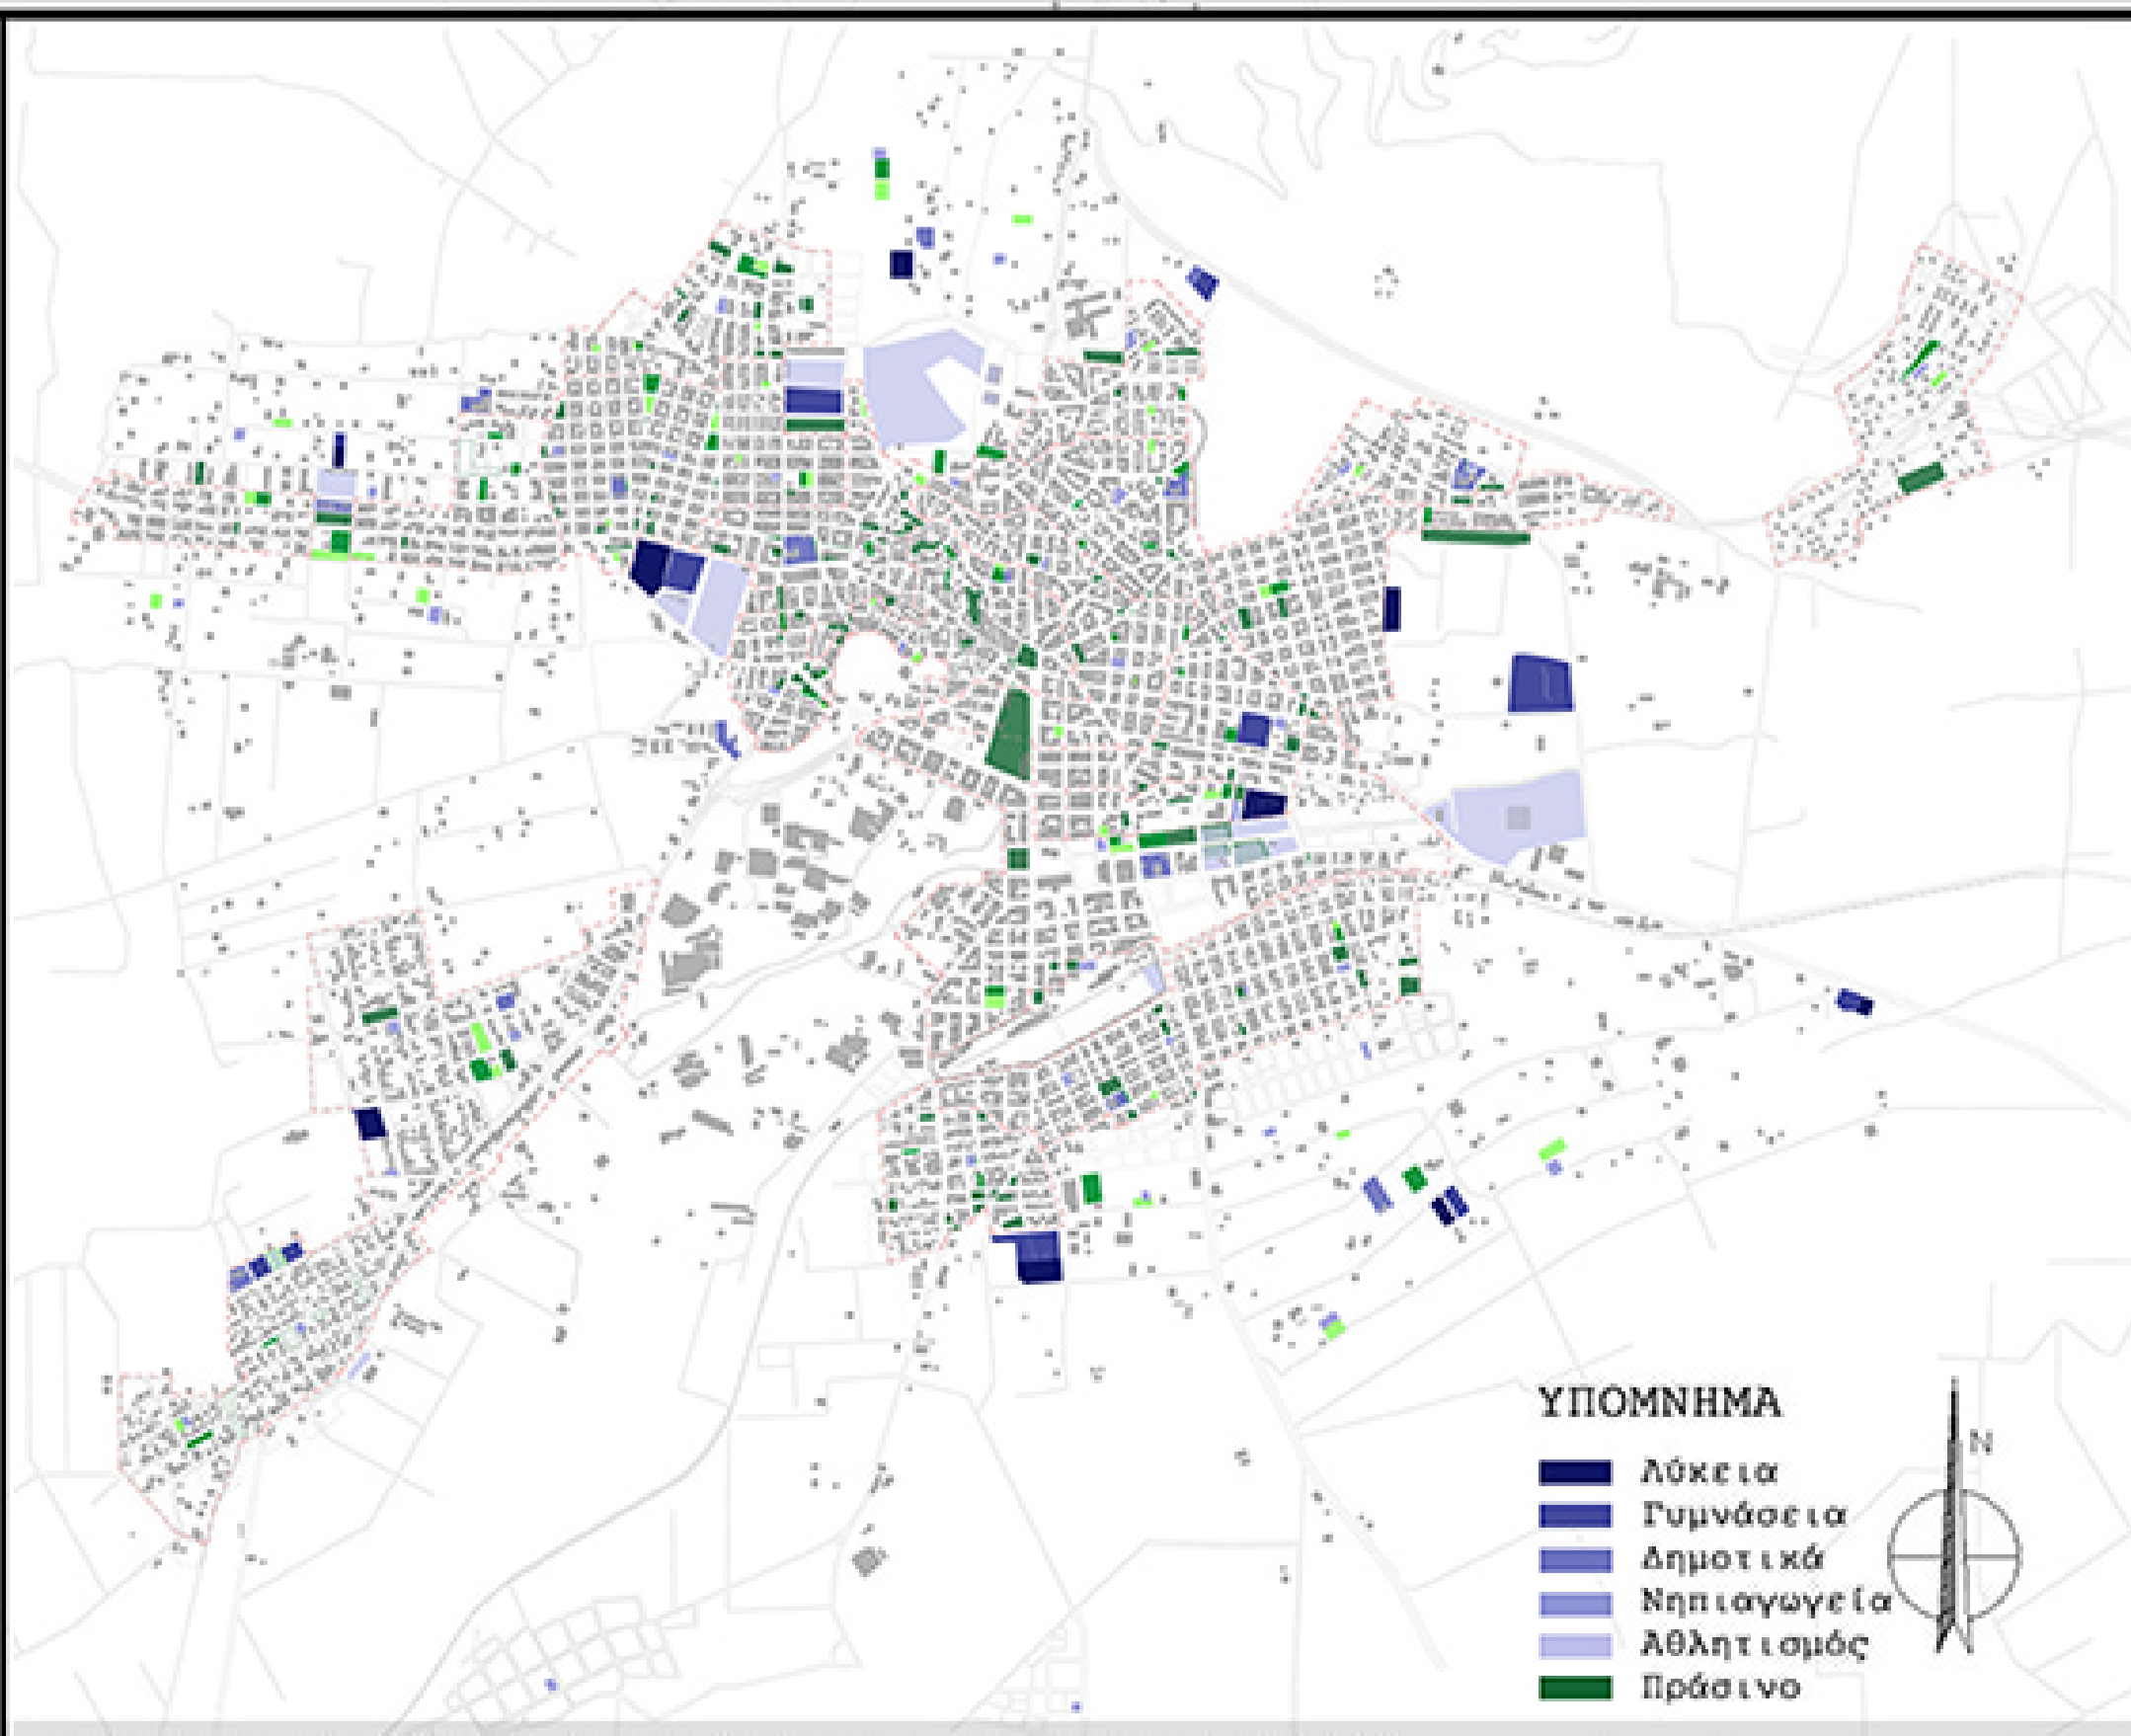 ΥΠΟΜΝΗΜΑ
N
Λύκεια
Γυμνάσεια
Δημοτικά
Νηπιαγωγεία
Αθλητισμός
Πράσινο